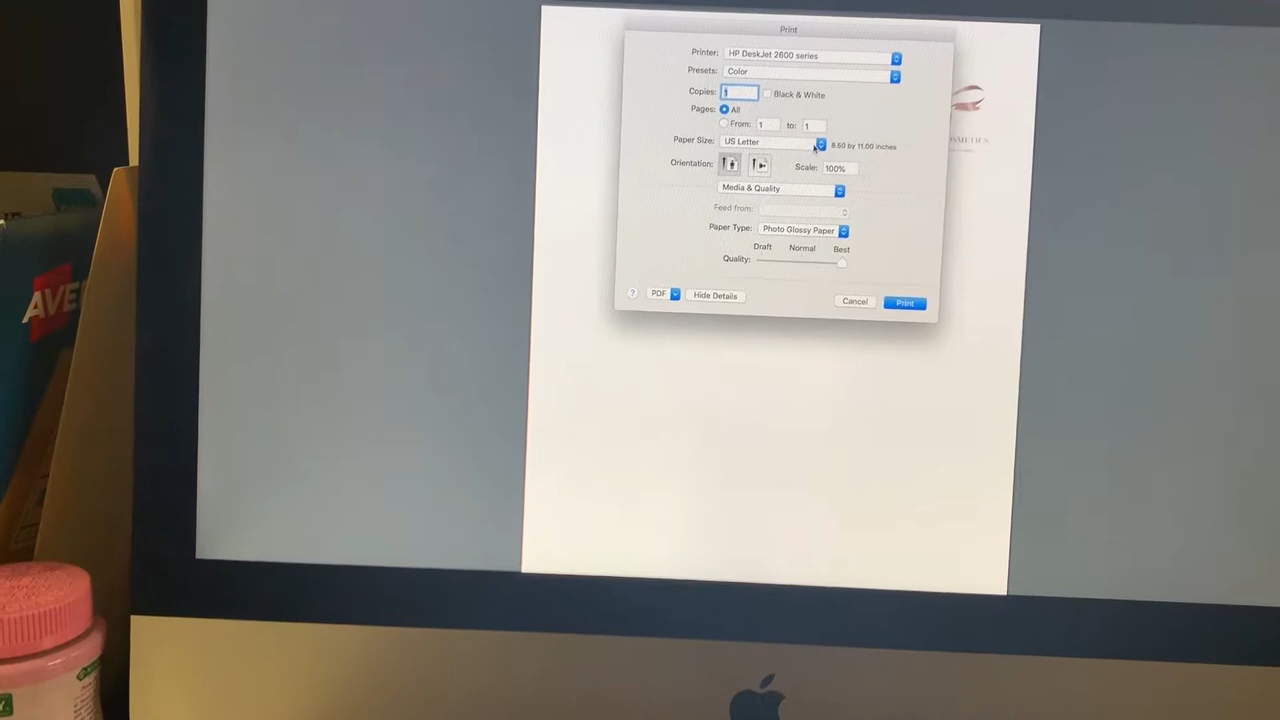 Print
Printer: HP DeskJet 2600 series
Presets: Color
Copies: 1 Black & White
Pages: All
From: 1 to: 1
Paper Size: US Letter 8.50 by 11.00 inches
Orientation: Scale: 100%
Media & Quality
Feed from:
Paper Type: Photo Glossy Paper
Draft Normal Best
Quality:
? PDF Hide Details Cancel Print
AVE